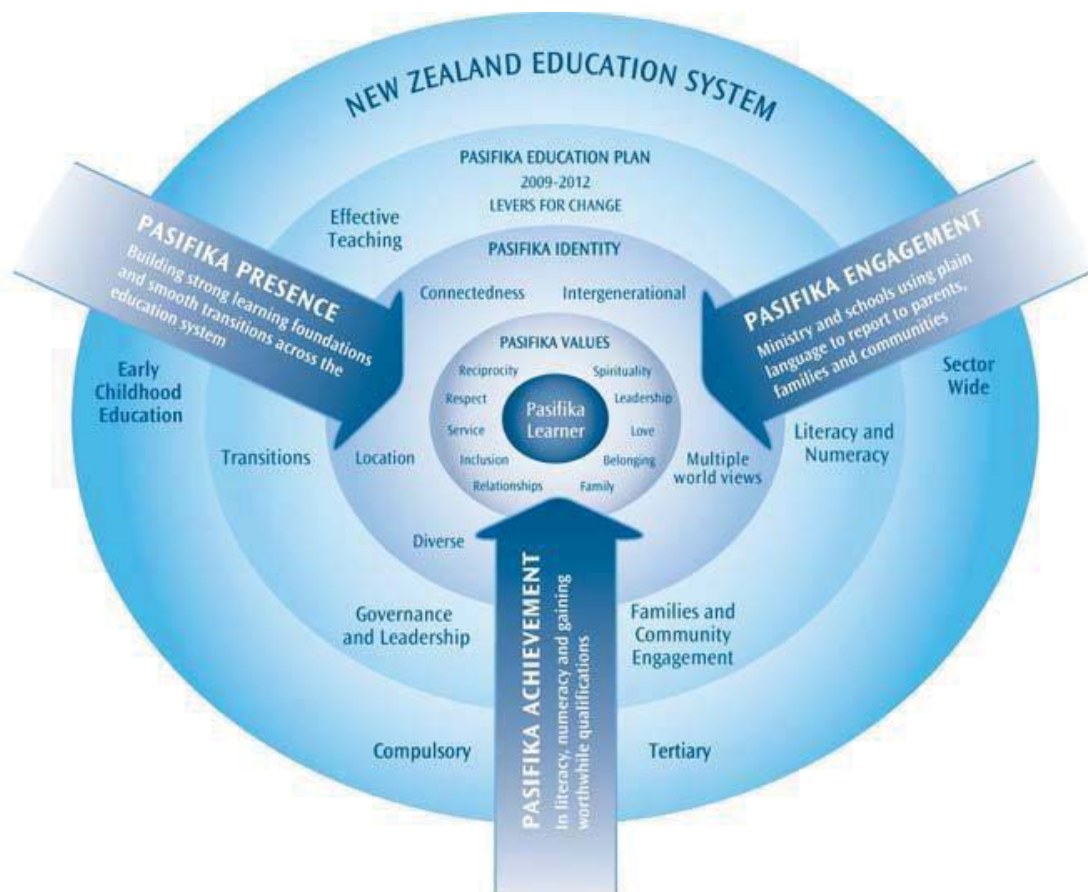 NEW ZEALAND EDUCATION SYSTEM
PASIFIKA EDUCATION PLAN
2009-2012
LEVERS FOR CHANGE
Effective
Teaching
PASIFIKA IDENTITY
PASIFIKA PRESENCE
Building strong learning foundations
and smooth transitions across the
education system
PASIFIKA ENGAGEMENT
Ministry and schools using plain
language to report to parents,
families and communities
Connectedness
Intergenerational
PASIFIKA VALUES
Reciprocity
Spirituality
Respect
Leadership
Pasifika
Learner
Service
Love
Inclusion
Belonging
Relationships
Family
Early
Childhood
Education
Sector
Wide
Transitions
Location
Multiple
world views
Literacy and
Numeracy
Diverse
Governance
and Leadership
Families and
Community
Engagement
PASIFIKA ACHIEVEMENT
In literacy, numeracy and gaining
worthwhile qualifications
Compulsory
Tertiary